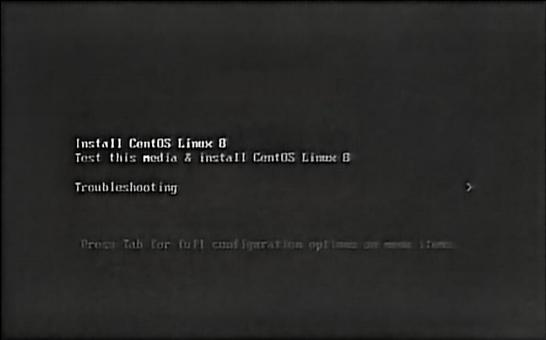 Install CentOS Linux 8
Test this media & install CentOS Linux 8
Troubleshooting >
Press Tab for full configuration options on menu items.